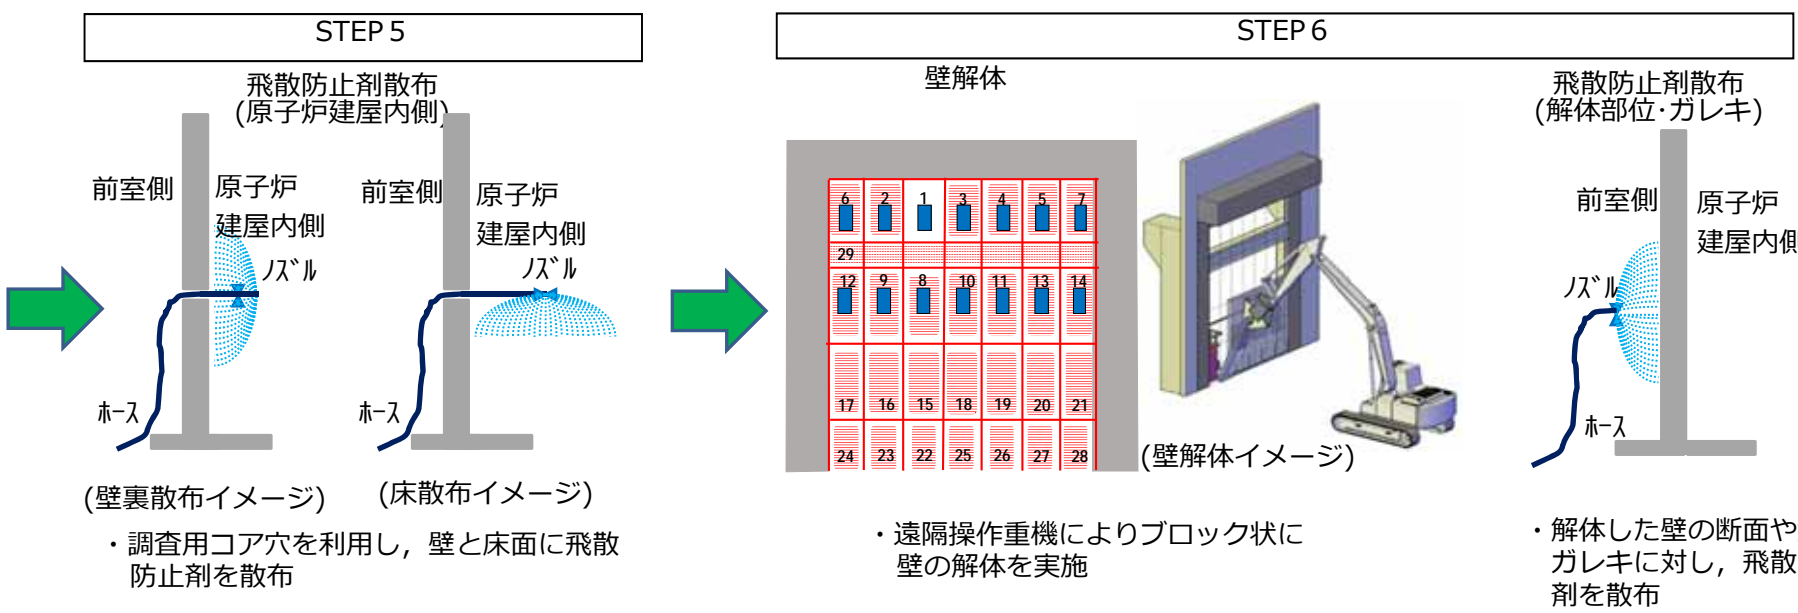 STEP 5
飛散防止剤散布
(原子炉建屋内側)
前室側
原子炉
建屋内側
ノズル
ホース
(壁裏散布イメージ)
前室側
原子炉
建屋内側
ノズル
ホース
(床散布イメージ)
・調査用コア穴を利用し，壁と床面に飛散
防止剤を散布
STEP 6
壁解体
6 2 1 3 4 5 7
29
12 9 8 10 11 13 14
17 16 15 18 19 20 21
24 23 22 25 26 27 28
(壁解体イメージ)
・遠隔操作重機によりブロック状に
壁の解体を実施
飛散防止剤散布
(解体部位･ガレキ)
前室側
原子炉
建屋内側
ノズル
ホース
・解体した壁の断面や
ガレキに対し，飛散
剤を散布